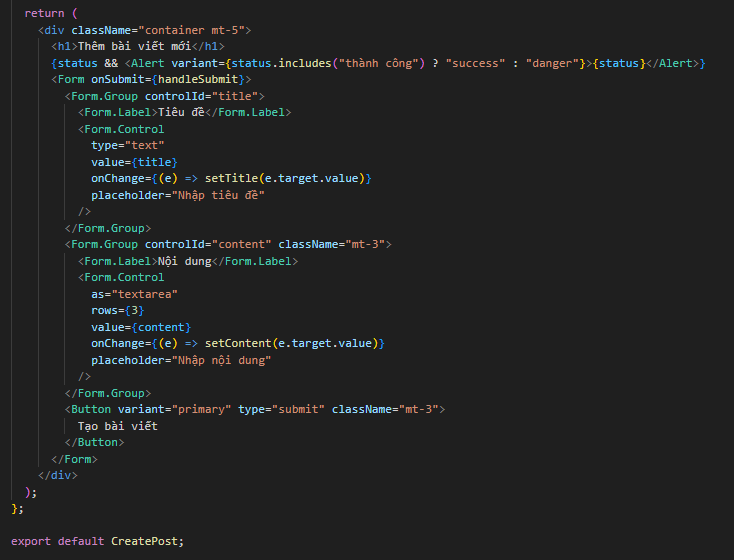 return (
<div className="container mt-5">
<h1>Thêm bài viết mới</h1>
{status && <Alert variant={status.includes("thành công") ? "success" : "danger"}>{status}</Alert>}
<Form onSubmit={handleSubmit}>
<Form.Group controlId="title">
<Form.Label>Tiêu đề</Form.Label>
<Form.Control
type="text"
value={title}
onChange={(e) => setTitle(e.target.value)}
placeholder="Nhập tiêu đề"
/>
</Form.Group>
<Form.Group controlId="content" className="mt-3">
<Form.Label>Nội dung</Form.Label>
<Form.Control
as="textarea"
rows={3}
value={content}
onChange={(e) => setContent(e.target.value)}
placeholder="Nhập nội dung"
/>
</Form.Group>
<Button variant="primary" type="submit" className="mt-3">
Tạo bài viết
</Button>
</Form>
</div>
);
};
export default CreatePost;